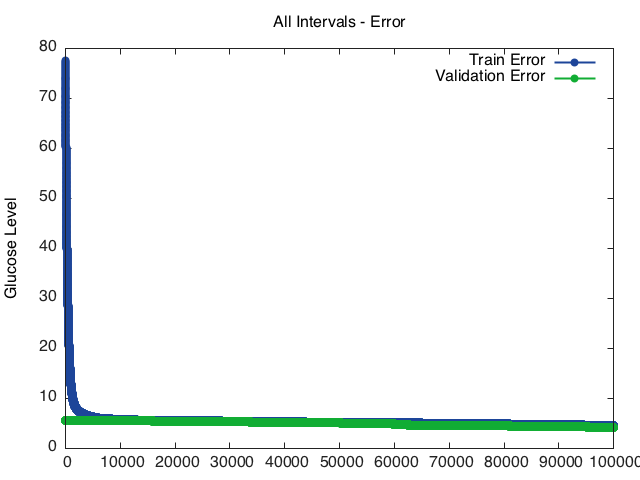 All Intervals - Error
Train Error
Validation Error
Glucose Level
80
70
60
50
40
30
20
10
0
0 10000 20000 30000 40000 50000 60000 70000 80000 90000 100000